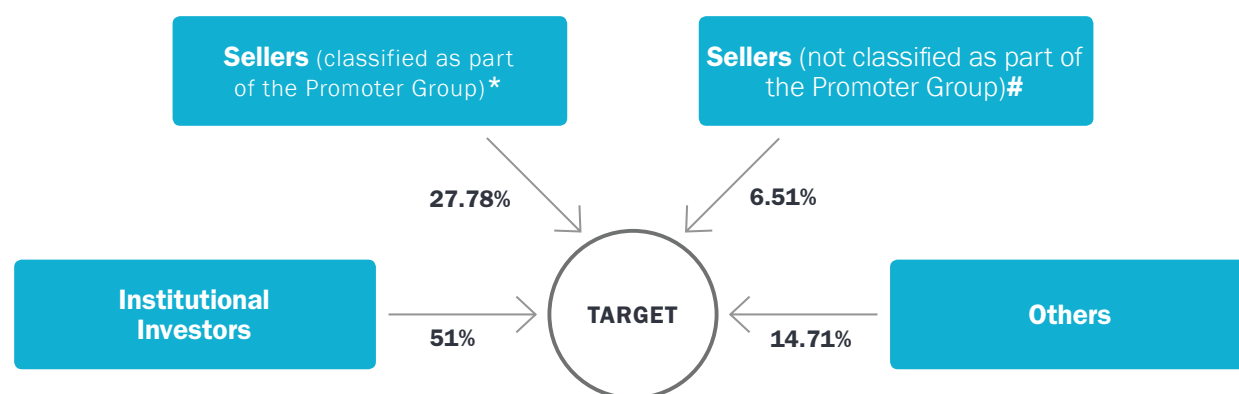 Sellers (classified as part
of the Promoter Group)*
Sellers (not classified as part of
the Promoter Group)#
27.78%
6.51%
Institutional
Investors
51%
TARGET
14.71%
Others